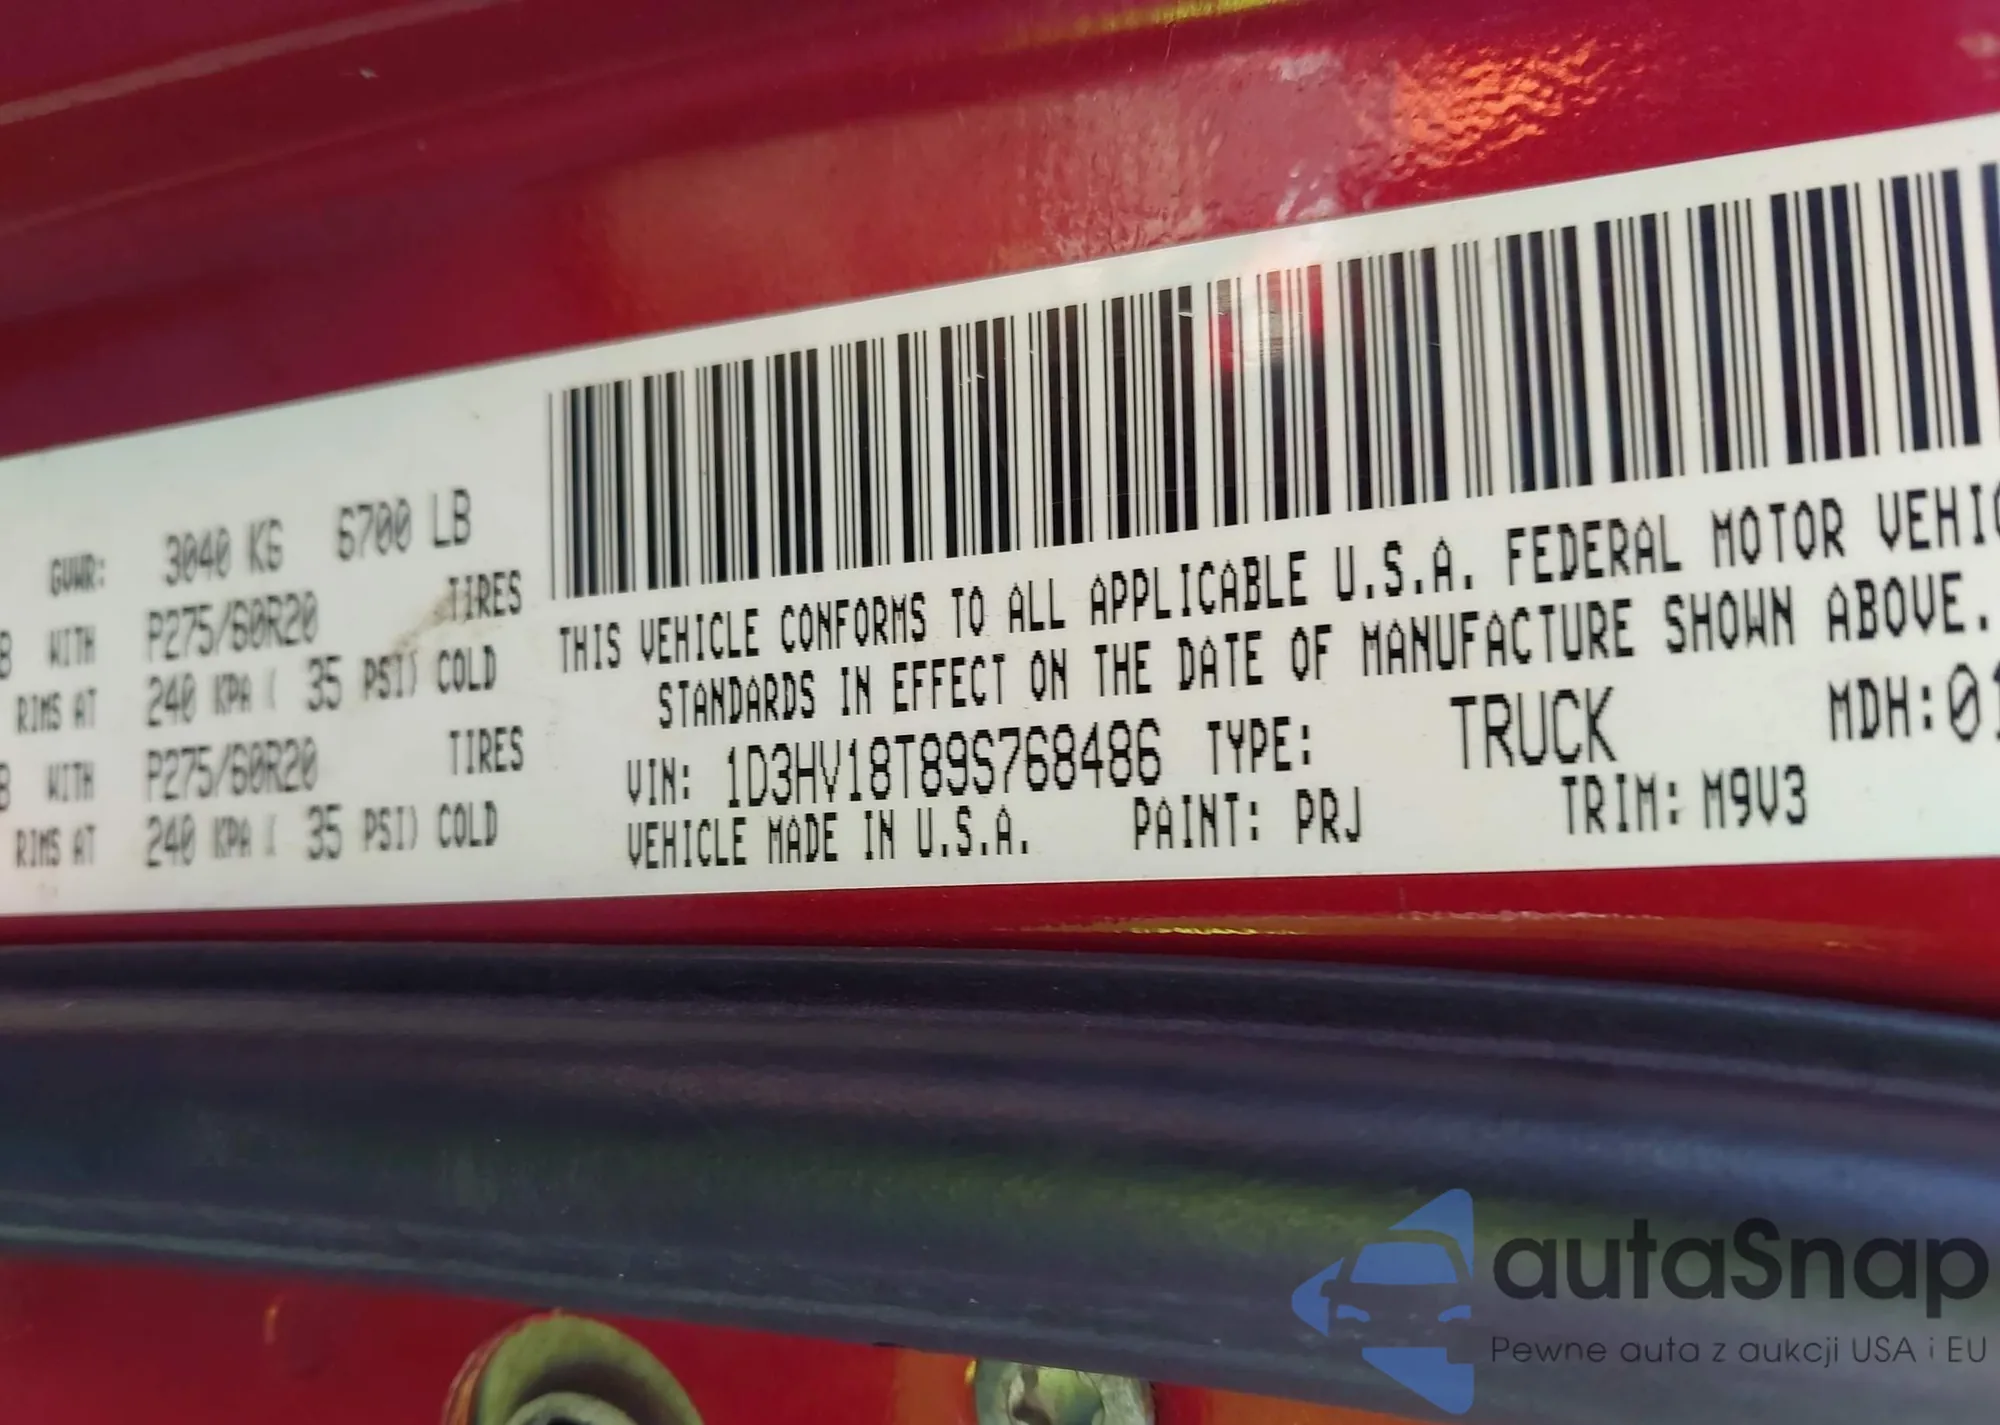 GVWR: 3040 KG 6700 LB
B WITH P275/60R20 TIRES
RIMS AT 240 KPA ( 35 PSI) COLD
B WITH P275/60R20 TIRES
RIMS AT 240 KPA ( 35 PSI) COLD
THIS VEHICLE CONFORMS TO ALL APPLICABLE U.S.A. FEDERAL MOTOR VEHIC
STANDARDS IN EFFECT ON THE DATE OF MANUFACTURE SHOWN ABOVE.
VIN: 1D3HV18T89S768486 TYPE: TRUCK MDH:01
VEHICLE MADE IN U.S.A. PAINT: PRJ TRIM: M9V3
autaSnap
Pewne auta z aukcji USA i EU